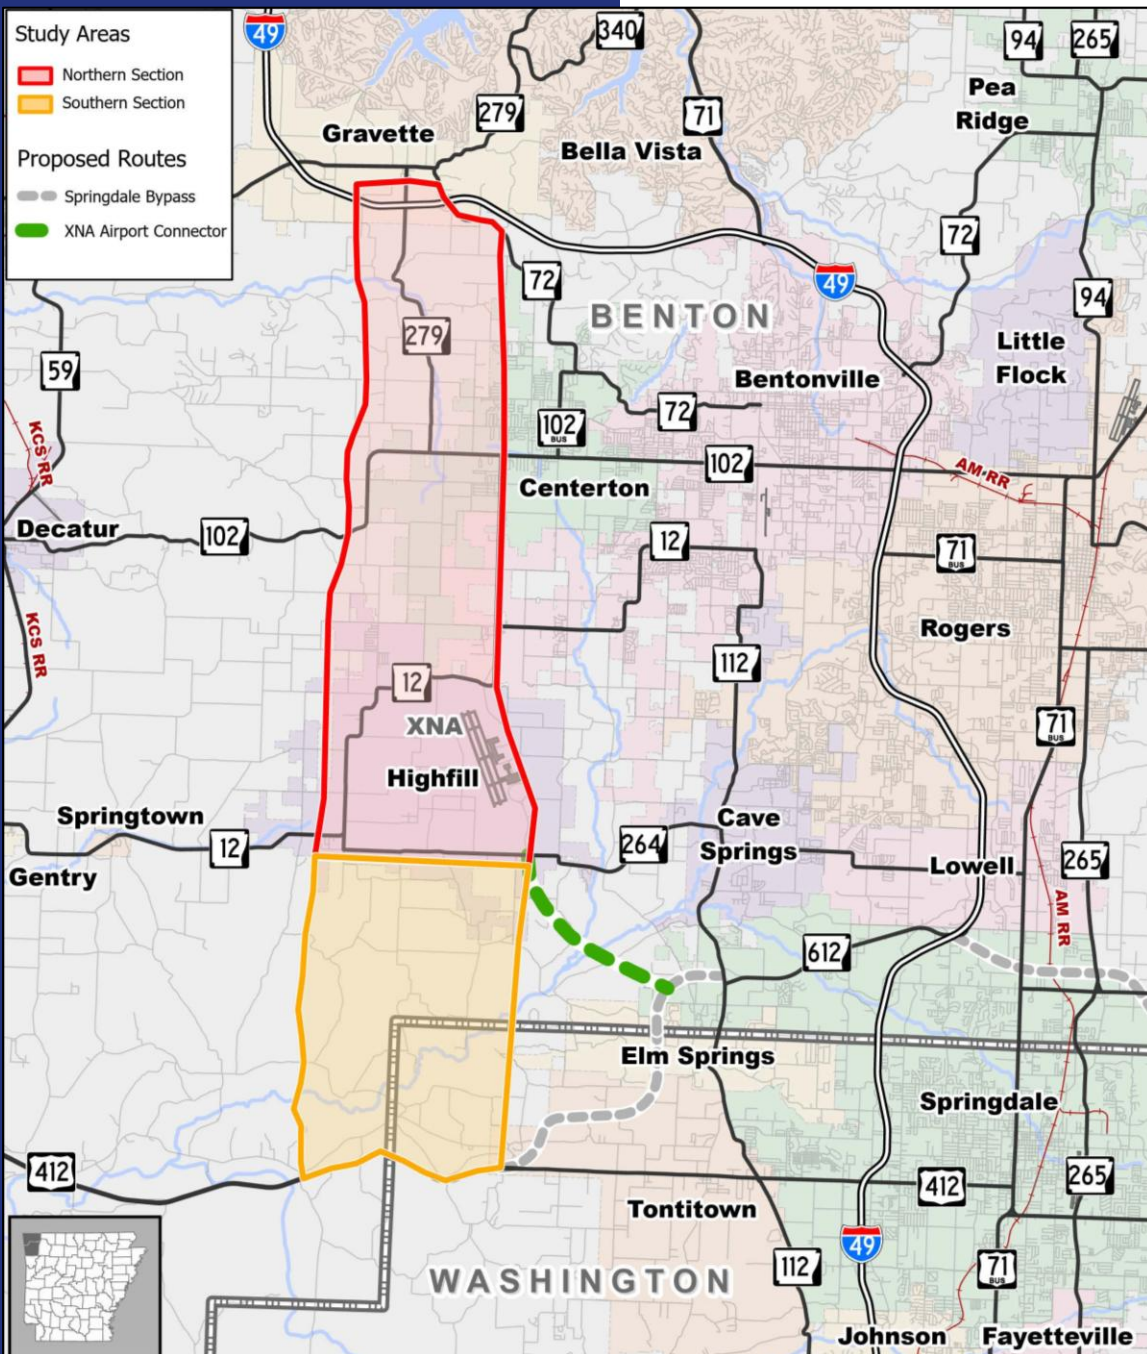 Study Areas
Northern Section
Southern Section
Proposed Routes
Springdale Bypass
XNA Airport Connector
49
340
94
265
279
71
Pea
Ridge
Gravette
Bella Vista
72
72
49
94
BENTON
279
59
Little
Flock
Bentonville
72
102
BUS
KCS RR
102
AM RR
Centerton
Decatur
102
12
71
BUS
KCS RR
Rogers
112
12
XNA
71
BUS
Highfill
Springtown
Cave
Springs
12
264
Lowell
265
Gentry
AM RR
612
Elm Springs
Springdale
412
265
412
Tontitown
49
112
71
BUS
WASHINGTON
Johnson
Fayetteville